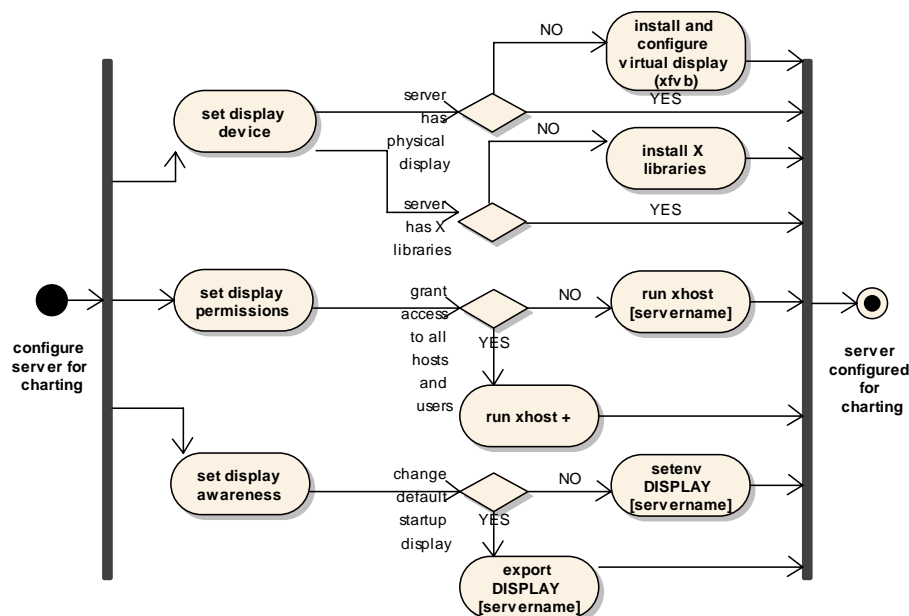 install and
configure
virtual display
(xfvb)
NO
YES
set display
device
server
has
physical
display
NO
install X
libraries
YES
server
has X
libraries
configure
server for
charting
set display
permissions
grant
access
to all
hosts
and
users
NO
YES
run xhost
[servername]
run xhost +
server
configured
for
charting
set display
awareness
change
default
startup
display
NO
YES
setenv
DISPLAY
[servername]
export
DISPLAY
[servername]